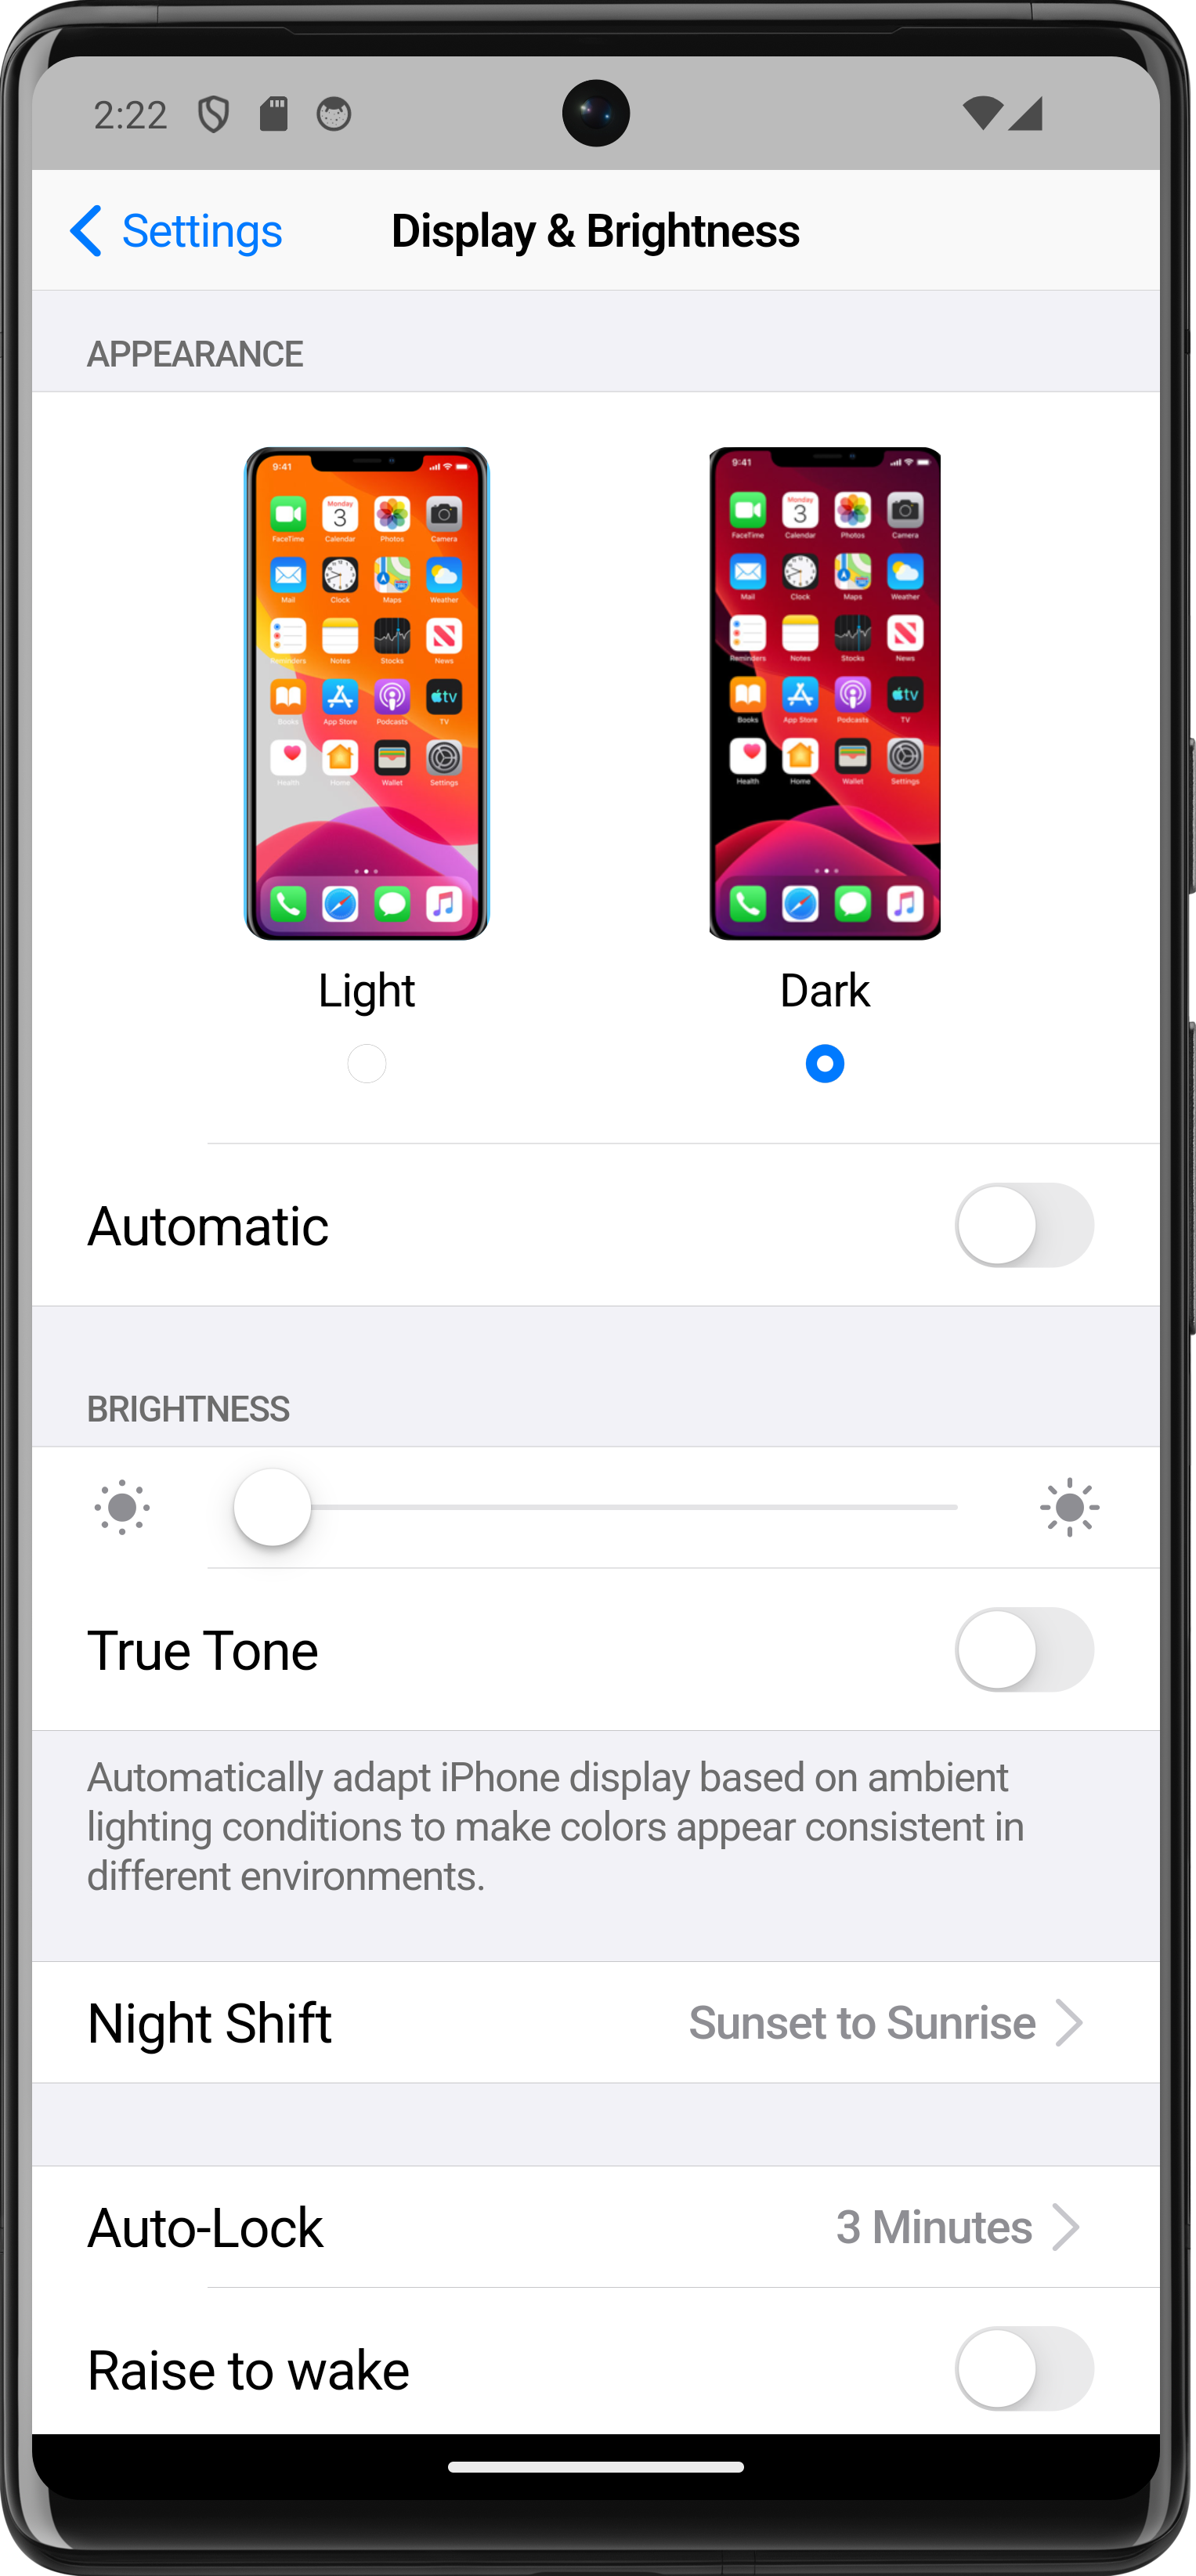 2:22
Settings
Display & Brightness
APPEARANCE
9:41
Monday
3
FaceTime Calendar Photos Camera
Mail Clock Maps Weather
Reminders Notes Stocks News
tv
Books App Store Podcasts TV
Health Home Wallet Settings
9:41
Monday
3
FaceTime Calendar Photos Camera
Mail Clock Maps Weather
Reminders Notes Stocks News
tv
Books App Store Podcasts TV
Health Home Wallet Settings
Light
Dark
Automatic
BRIGHTNESS
True Tone
Automatically adapt iPhone display based on ambient
lighting conditions to make colors appear consistent in
different environments.
Night Shift Sunset to Sunrise
Auto-Lock 3 Minutes
Raise to wake